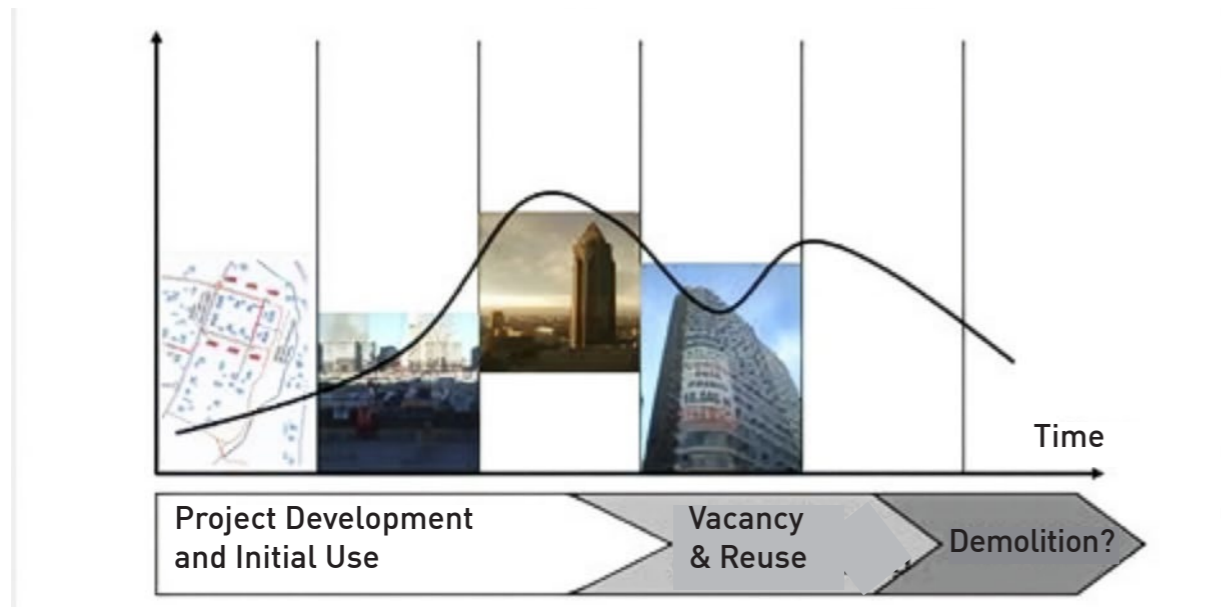 Time
Project Development
and Initial Use
Vacancy
& Reuse
Demolition?